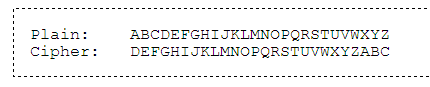 Plain: ABCDEFGHIJKLMNOPQRSTUVWXYZ
Cipher: DEFGHIJKLMNOPQRSTUVWXYZABC